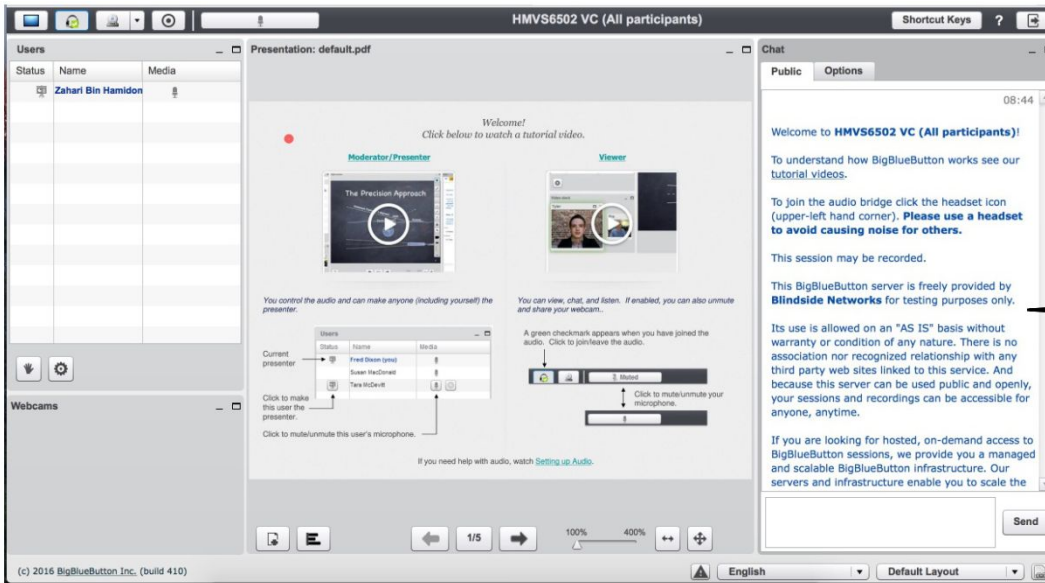 HMVS6502 VC (All participants)
Shortcut Keys
?
Users
Status Name Media
Zahari Bin Hamidon
Webcams
Presentation: default.pdf
Welcome!
Click below to watch a tutorial video.
Moderator/Presenter
Viewer
The Precision Approach
You control the audio and can make anyone (including yourself) the
presenter.
You can view, chat, and listen. If enabled, you can also unmute
and share your webcam..
Users
Status Name Media
Fred Dixon (you)
Susan MacDonald
Tara McDevitt
Current
presenter
Click to make
this user the
presenter.
Click to mute/unmute this user's microphone.
A green checkmark appears when you have joined the
audio. Click to join/leave the audio.
Muted
Click to mute/unmute your
microphone.
If you need help with audio, watch Setting up Audio.
1/5
100% 400%
Chat
Public Options
08:44
Welcome to HMVS6502 VC (All participants)!
To understand how BigBlueButton works see our
tutorial videos.
To join the audio bridge click the headset icon
(upper-left hand corner). Please use a headset
to avoid causing noise for others.
This session may be recorded.
This BigBlueButton server is freely provided by
Blindside Networks for testing purposes only.
Its use is allowed on an "AS IS" basis without
warranty or condition of any nature. There is no
association nor recognized relationship with any
third party web sites linked to this service. And
because this server can be used public and openly,
your sessions and recordings can be accessible for
anyone, anytime.
If you are looking for hosted, on-demand access to
BigBlueButton sessions, we provide you a managed
and scalable BigBlueButton infrastructure. Our
servers and infrastructure enable you to scale the
Send
(c) 2016 BigBlueButton Inc. (build 410)
English
Default Layout